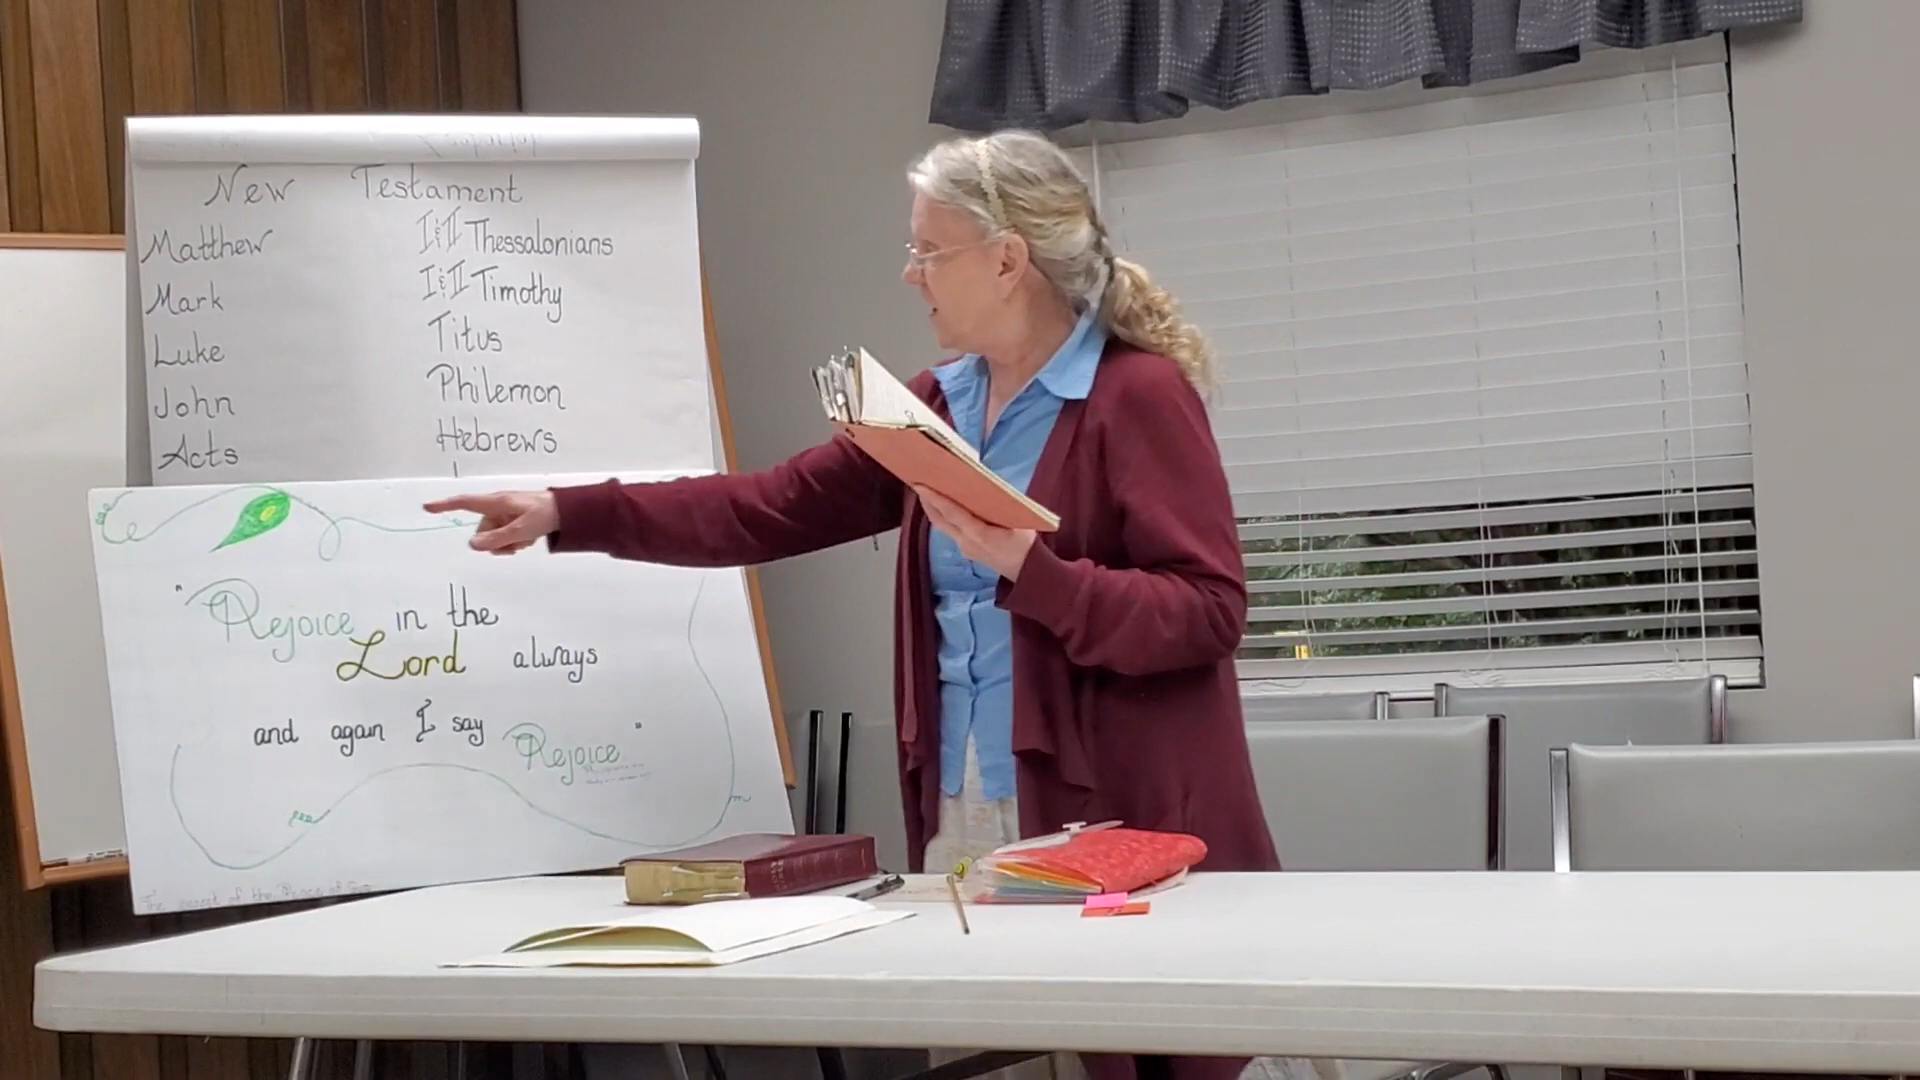 New Testament
Matthew
Mark
Luke
John
Acts
I & II Thessalonians
I & II Timothy
Titus
Philemon
Hebrews
"Rejoice in the
Lord always
and again I say
Rejoice"